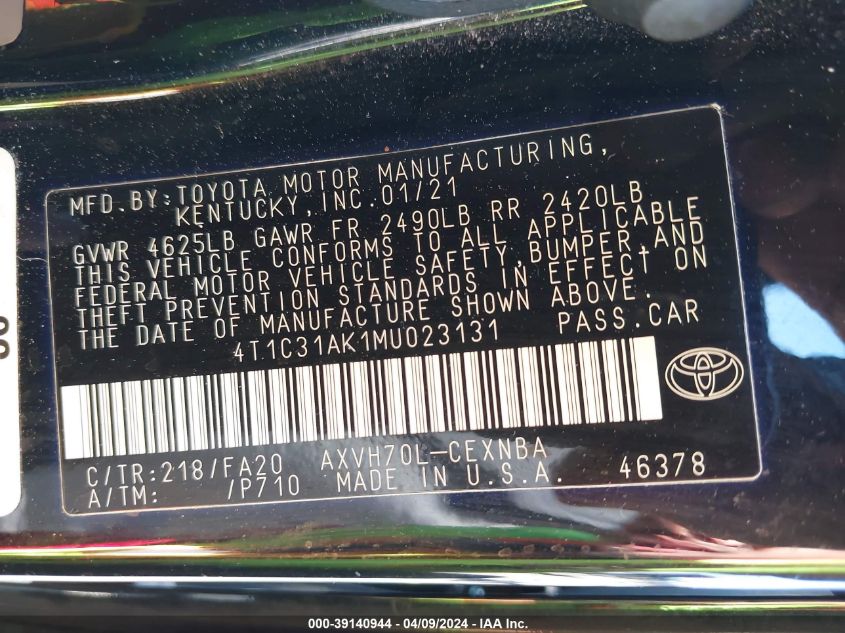 MFD. BY: TOYOTA MOTOR MANUFACTURING,
KENTUCKY, INC. 01/21
GVWR 4625LB GAWR FR 2490LB RR 2420LB
THIS VEHICLE CONFORMS TO ALL APPLICABLE
FEDERAL MOTOR VEHICLE SAFETY, BUMPER, AND
THEFT PREVENTION STANDARDS IN EFFECT ON
THE DATE OF MANUFACTURE SHOWN ABOVE.
4T1C31AK1MU023131 PASS. CAR
C/TR: 218/FA20 AXVH70L-CEXNBA
A/TM: /P710 MADE IN U.S.A. 46378
000-39140944 - 04/09/2024 - IAA Inc.